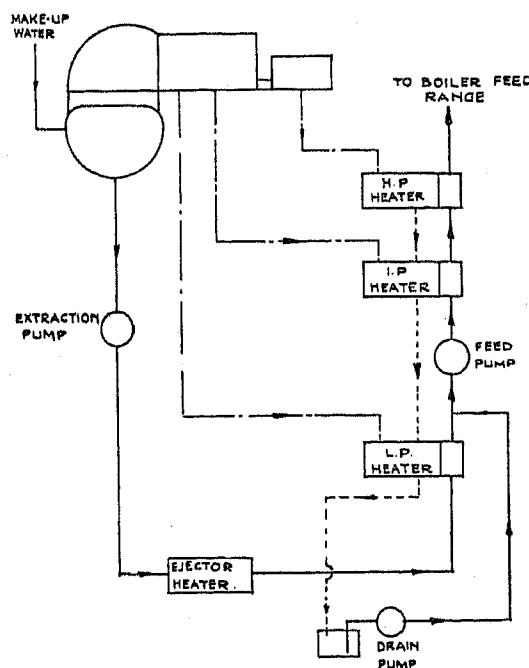 MAKE-UP
WATER
TO BOILER FEED
RANGE
H.P
HEATER
I.P
HEATER
EXTRACTION
PUMP
FEED
PUMP
L.P.
HEATER
EJECTOR
HEATER.
DRAIN
PUMP